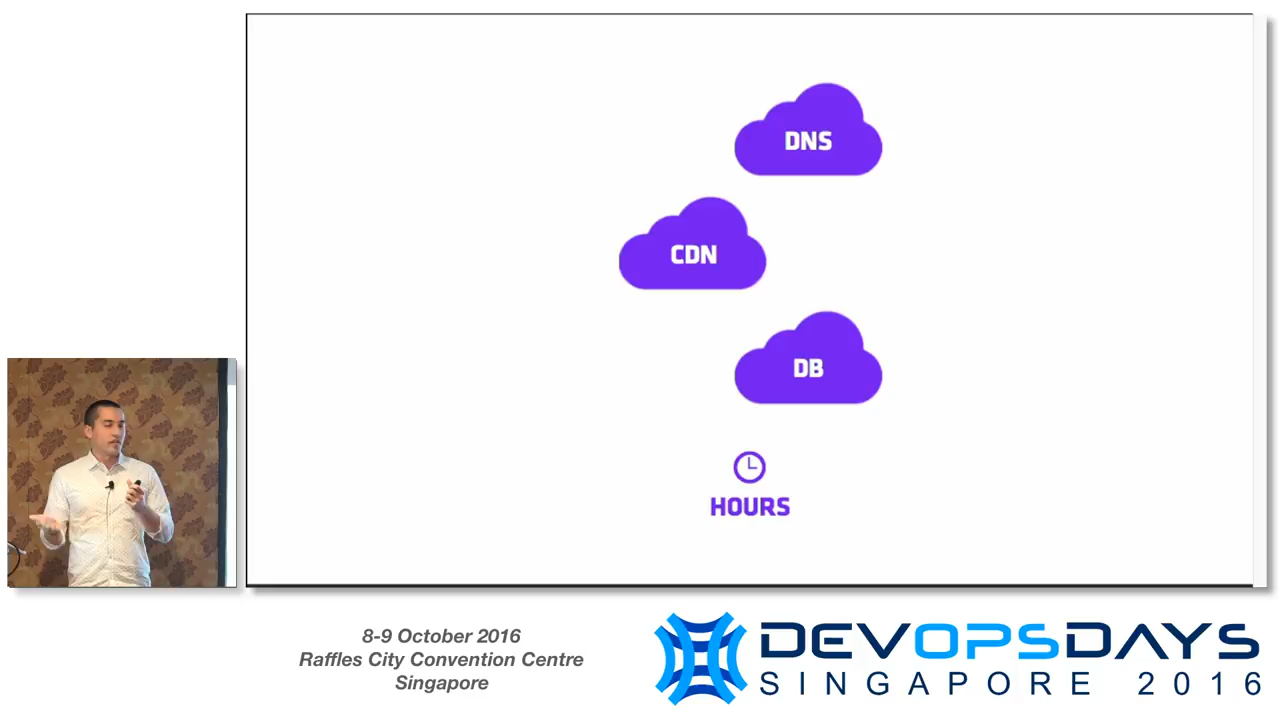 DNS
CDN
DB
HOURS
8-9 October 2016
Raffles City Convention Centre
Singapore
DEVOPSDAYS
SINGAPORE 2016